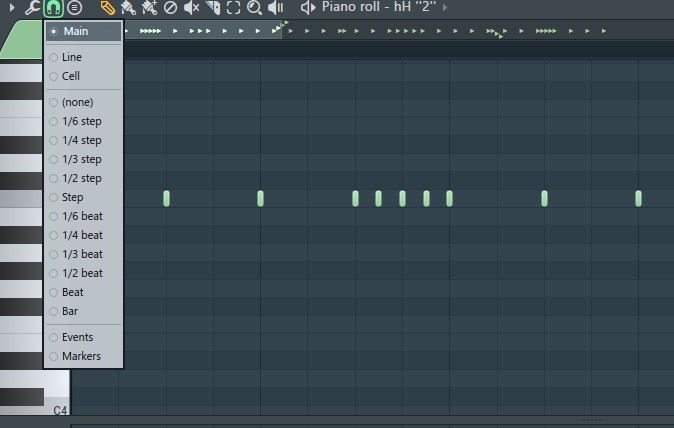 Piano roll - hH "2"
Main
Line
Cell
(none)
1/6 step
1/4 step
1/3 step
1/2 step
Step
1/6 beat
1/4 beat
1/3 beat
1/2 beat
Beat
Bar
Events
Markers
C4